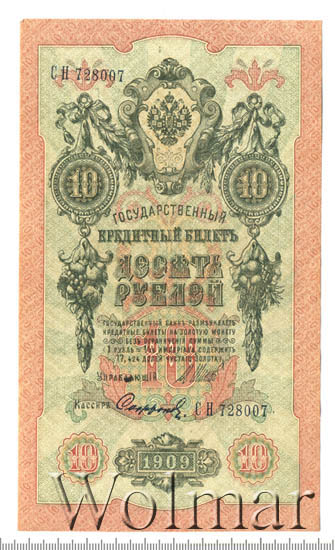 СН 728007
10 10
ГОСУДАРСТВЕННЫЙ
КРЕДИТНЫЙ БИЛЕТЪ
ДЕСЯТЬ
РУБЛЕЙ
ГОСУДАРСТВЕННЫЙ БАНКЪ РАЗМѢНИВАЕТЪ
КРЕДИТНЫЕ БИЛЕТЫ НА ЗОЛОТУЮ МОНЕТУ
БЕЗЪ ОГРАНИЧЕНІЯ СУММЫ
1 РУБЛЬ = 1/15 ИМПЕРІАЛА, СОДЕРЖИТЪ
17,424 ДОЛЕЙ ЧИСТАГО ЗОЛОТА
10
Управляющій
Кассиръ
СН 728007
10 1909 10
Wolmar